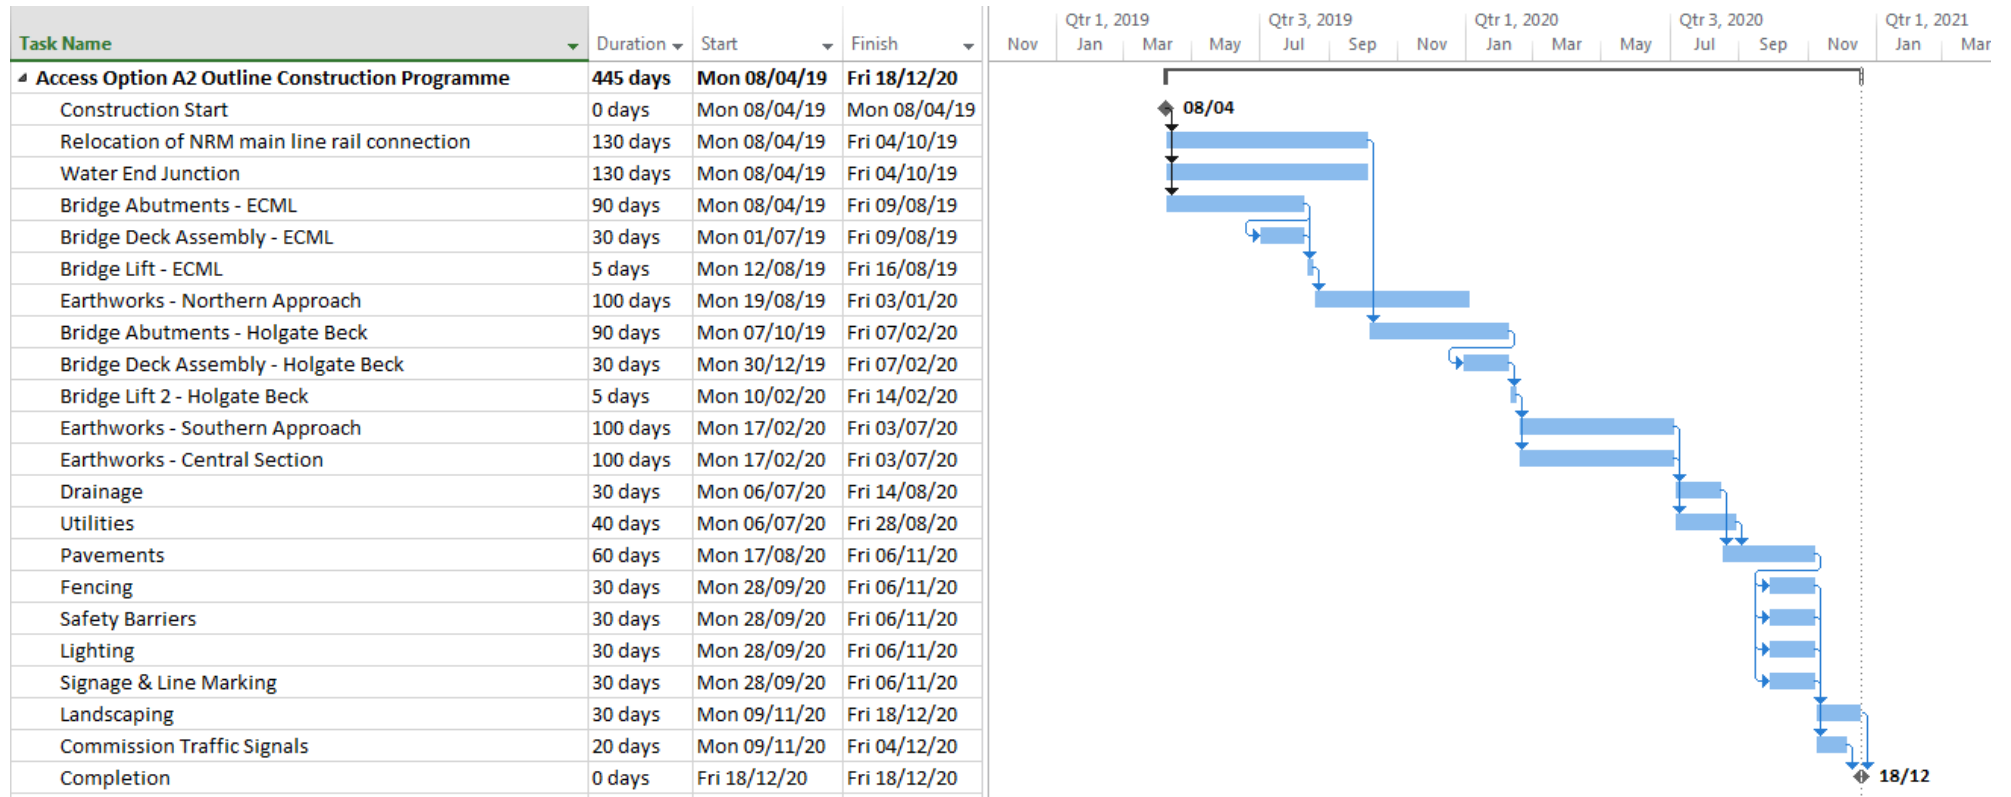 Qtr 1, 2019 Qtr 3, 2019 Qtr 1, 2020 Qtr 3, 2020 Qtr 1, 2021
Task Name Duration Start Finish Nov Jan Mar May Jul Sep Nov Jan Mar May Jul Sep Nov Jan Mar
Access Option A2 Outline Construction Programme 445 days Mon 08/04/19 Fri 18/12/20
Construction Start 0 days Mon 08/04/19 Mon 08/04/19 08/04
Relocation of NRM main line rail connection 130 days Mon 08/04/19 Fri 04/10/19
Water End Junction 130 days Mon 08/04/19 Fri 04/10/19
Bridge Abutments - ECML 90 days Mon 08/04/19 Fri 09/08/19
Bridge Deck Assembly - ECML 30 days Mon 01/07/19 Fri 09/08/19
Bridge Lift - ECML 5 days Mon 12/08/19 Fri 16/08/19
Earthworks - Northern Approach 100 days Mon 19/08/19 Fri 03/01/20
Bridge Abutments - Holgate Beck 90 days Mon 07/10/19 Fri 07/02/20
Bridge Deck Assembly - Holgate Beck 30 days Mon 30/12/19 Fri 07/02/20
Bridge Lift 2 - Holgate Beck 5 days Mon 10/02/20 Fri 14/02/20
Earthworks - Southern Approach 100 days Mon 17/02/20 Fri 03/07/20
Earthworks - Central Section 100 days Mon 17/02/20 Fri 03/07/20
Drainage 30 days Mon 06/07/20 Fri 14/08/20
Utilities 40 days Mon 06/07/20 Fri 28/08/20
Pavements 60 days Mon 17/08/20 Fri 06/11/20
Fencing 30 days Mon 28/09/20 Fri 06/11/20
Safety Barriers 30 days Mon 28/09/20 Fri 06/11/20
Lighting 30 days Mon 28/09/20 Fri 06/11/20
Signage & Line Marking 30 days Mon 28/09/20 Fri 06/11/20
Landscaping 30 days Mon 09/11/20 Fri 18/12/20
Commission Traffic Signals 20 days Mon 09/11/20 Fri 04/12/20
Completion 0 days Fri 18/12/20 Fri 18/12/20 18/12